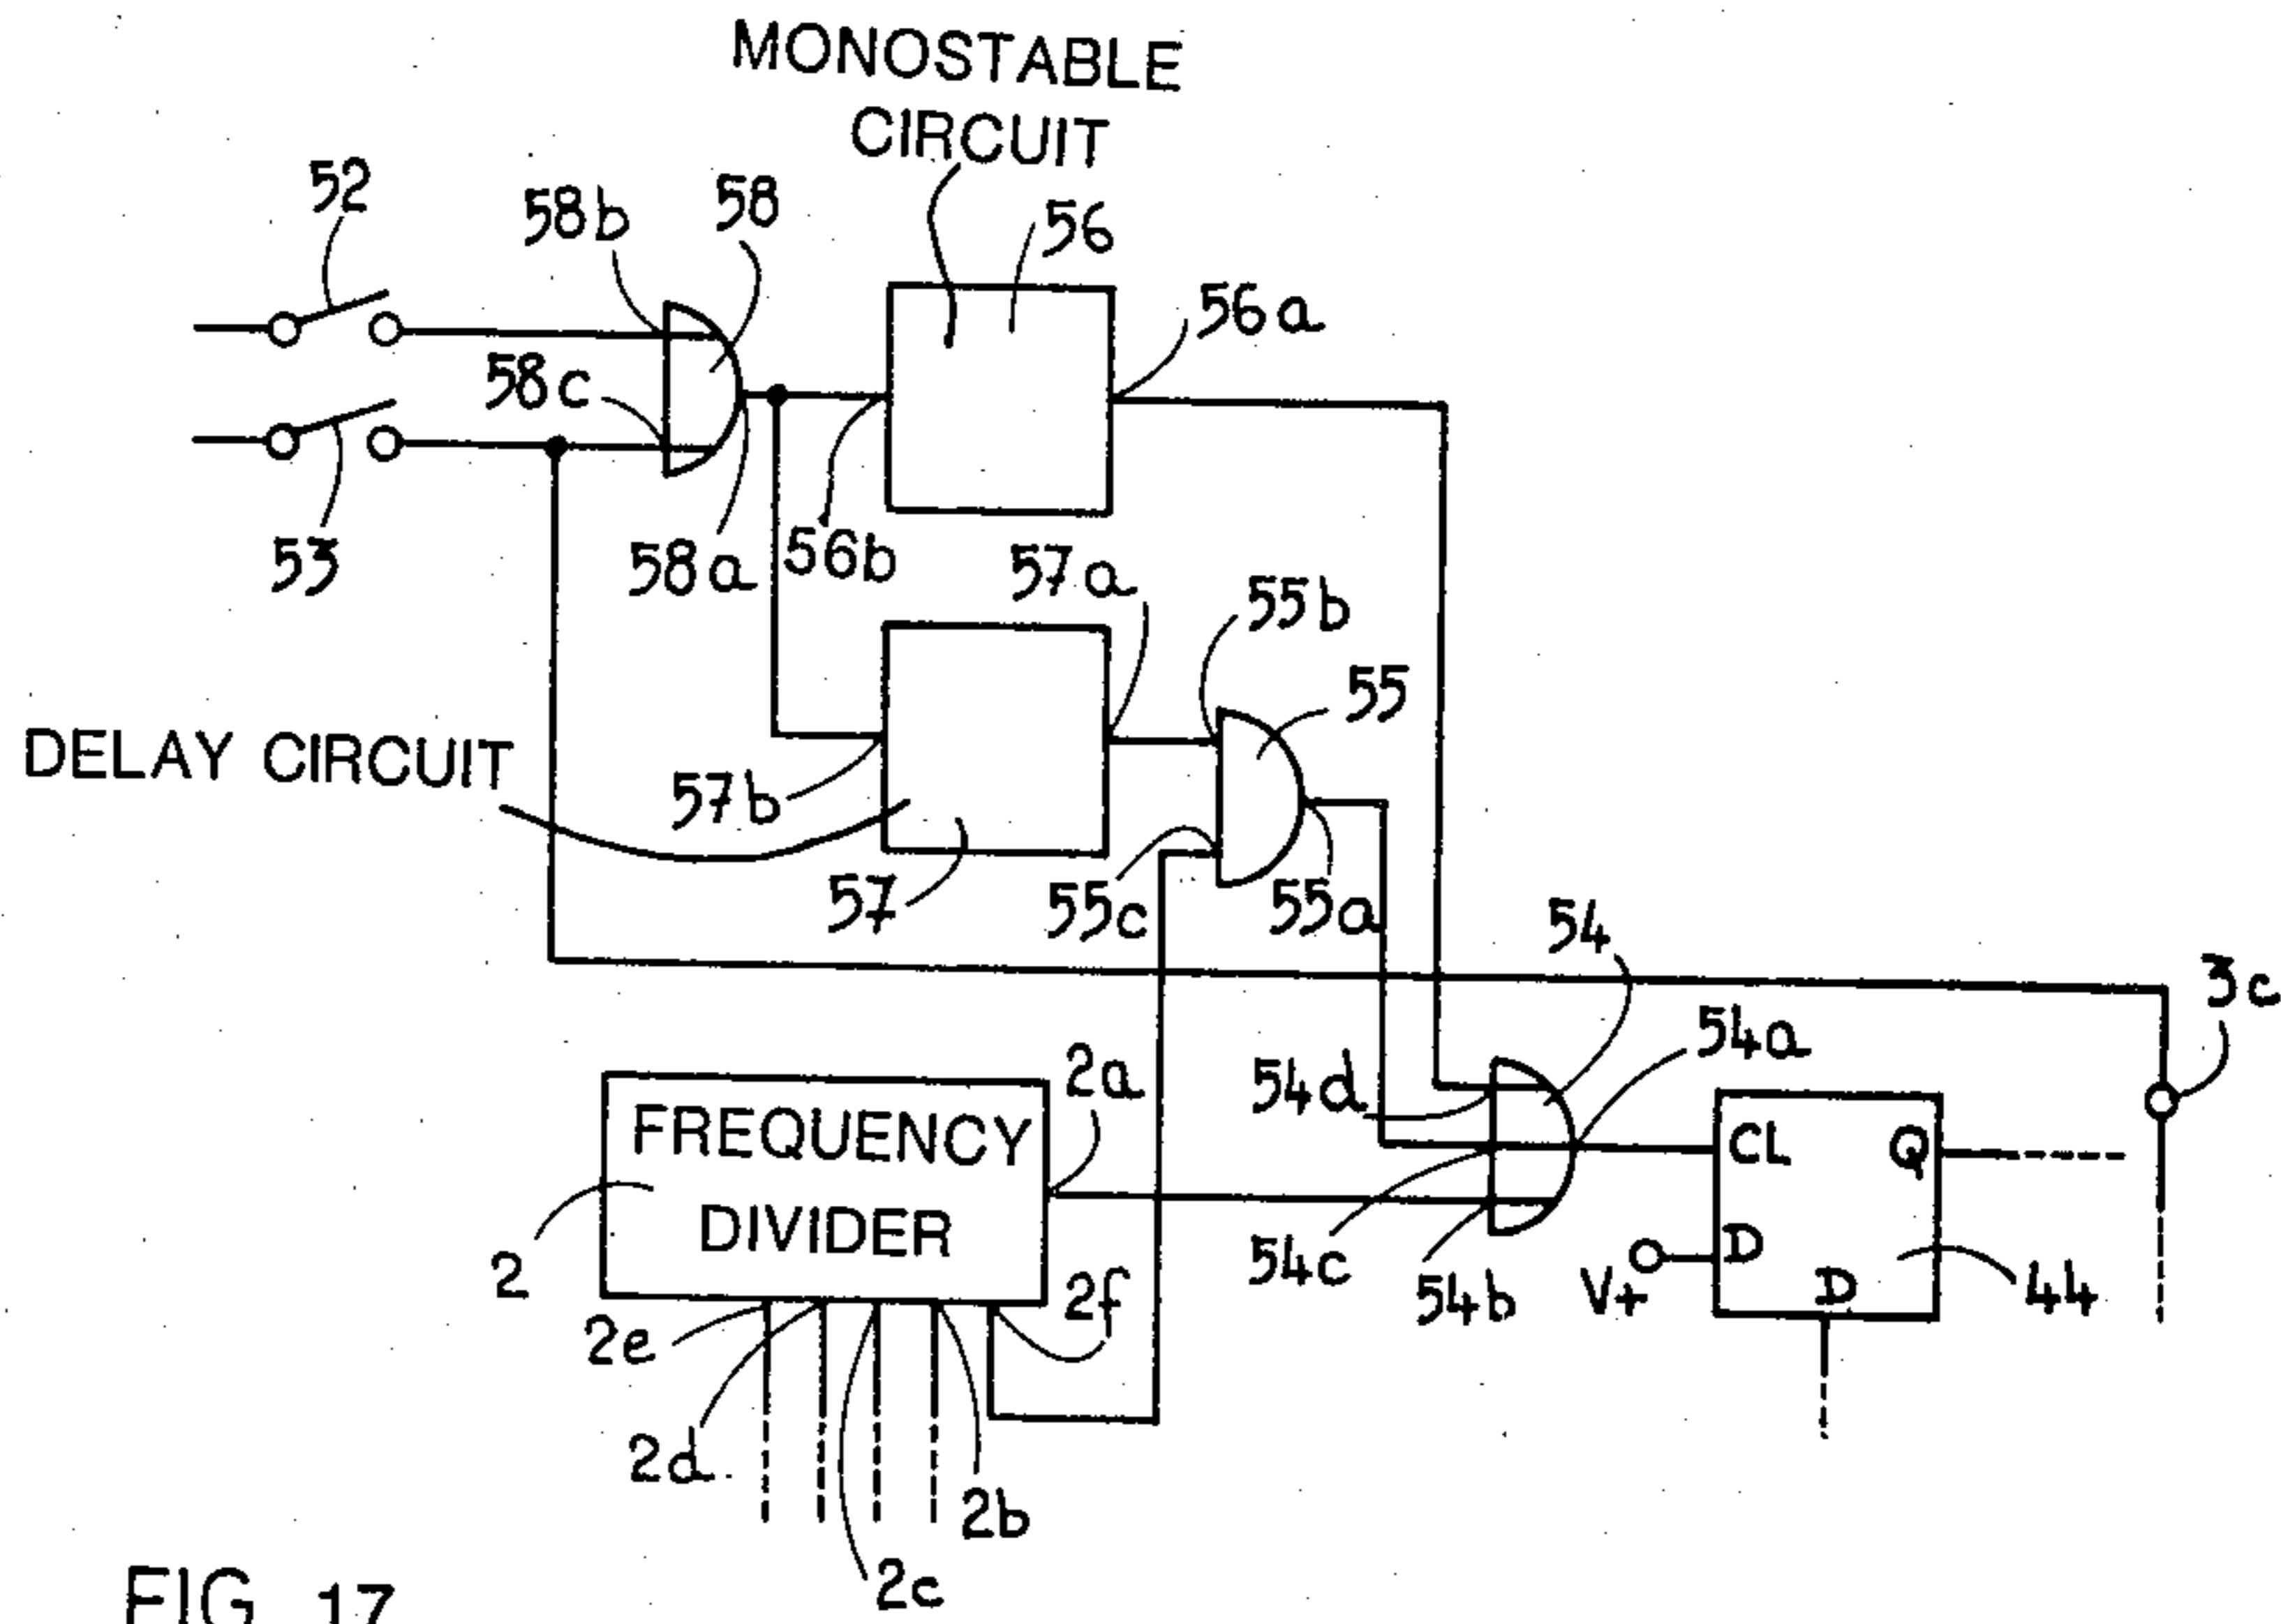 MONOSTABLE
CIRCUIT
52
58b
58
56
56a
58c
53
58a
56b
57a
55b
55
DELAY CIRCUIT
57b
57
55c
55a
54
3c
54a
2a
54d
FREQUENCY
DIVIDER
CL
Q
D
D
2
2f
54c
54b
V+
44
2e
2d
2b
2c
FIG 17